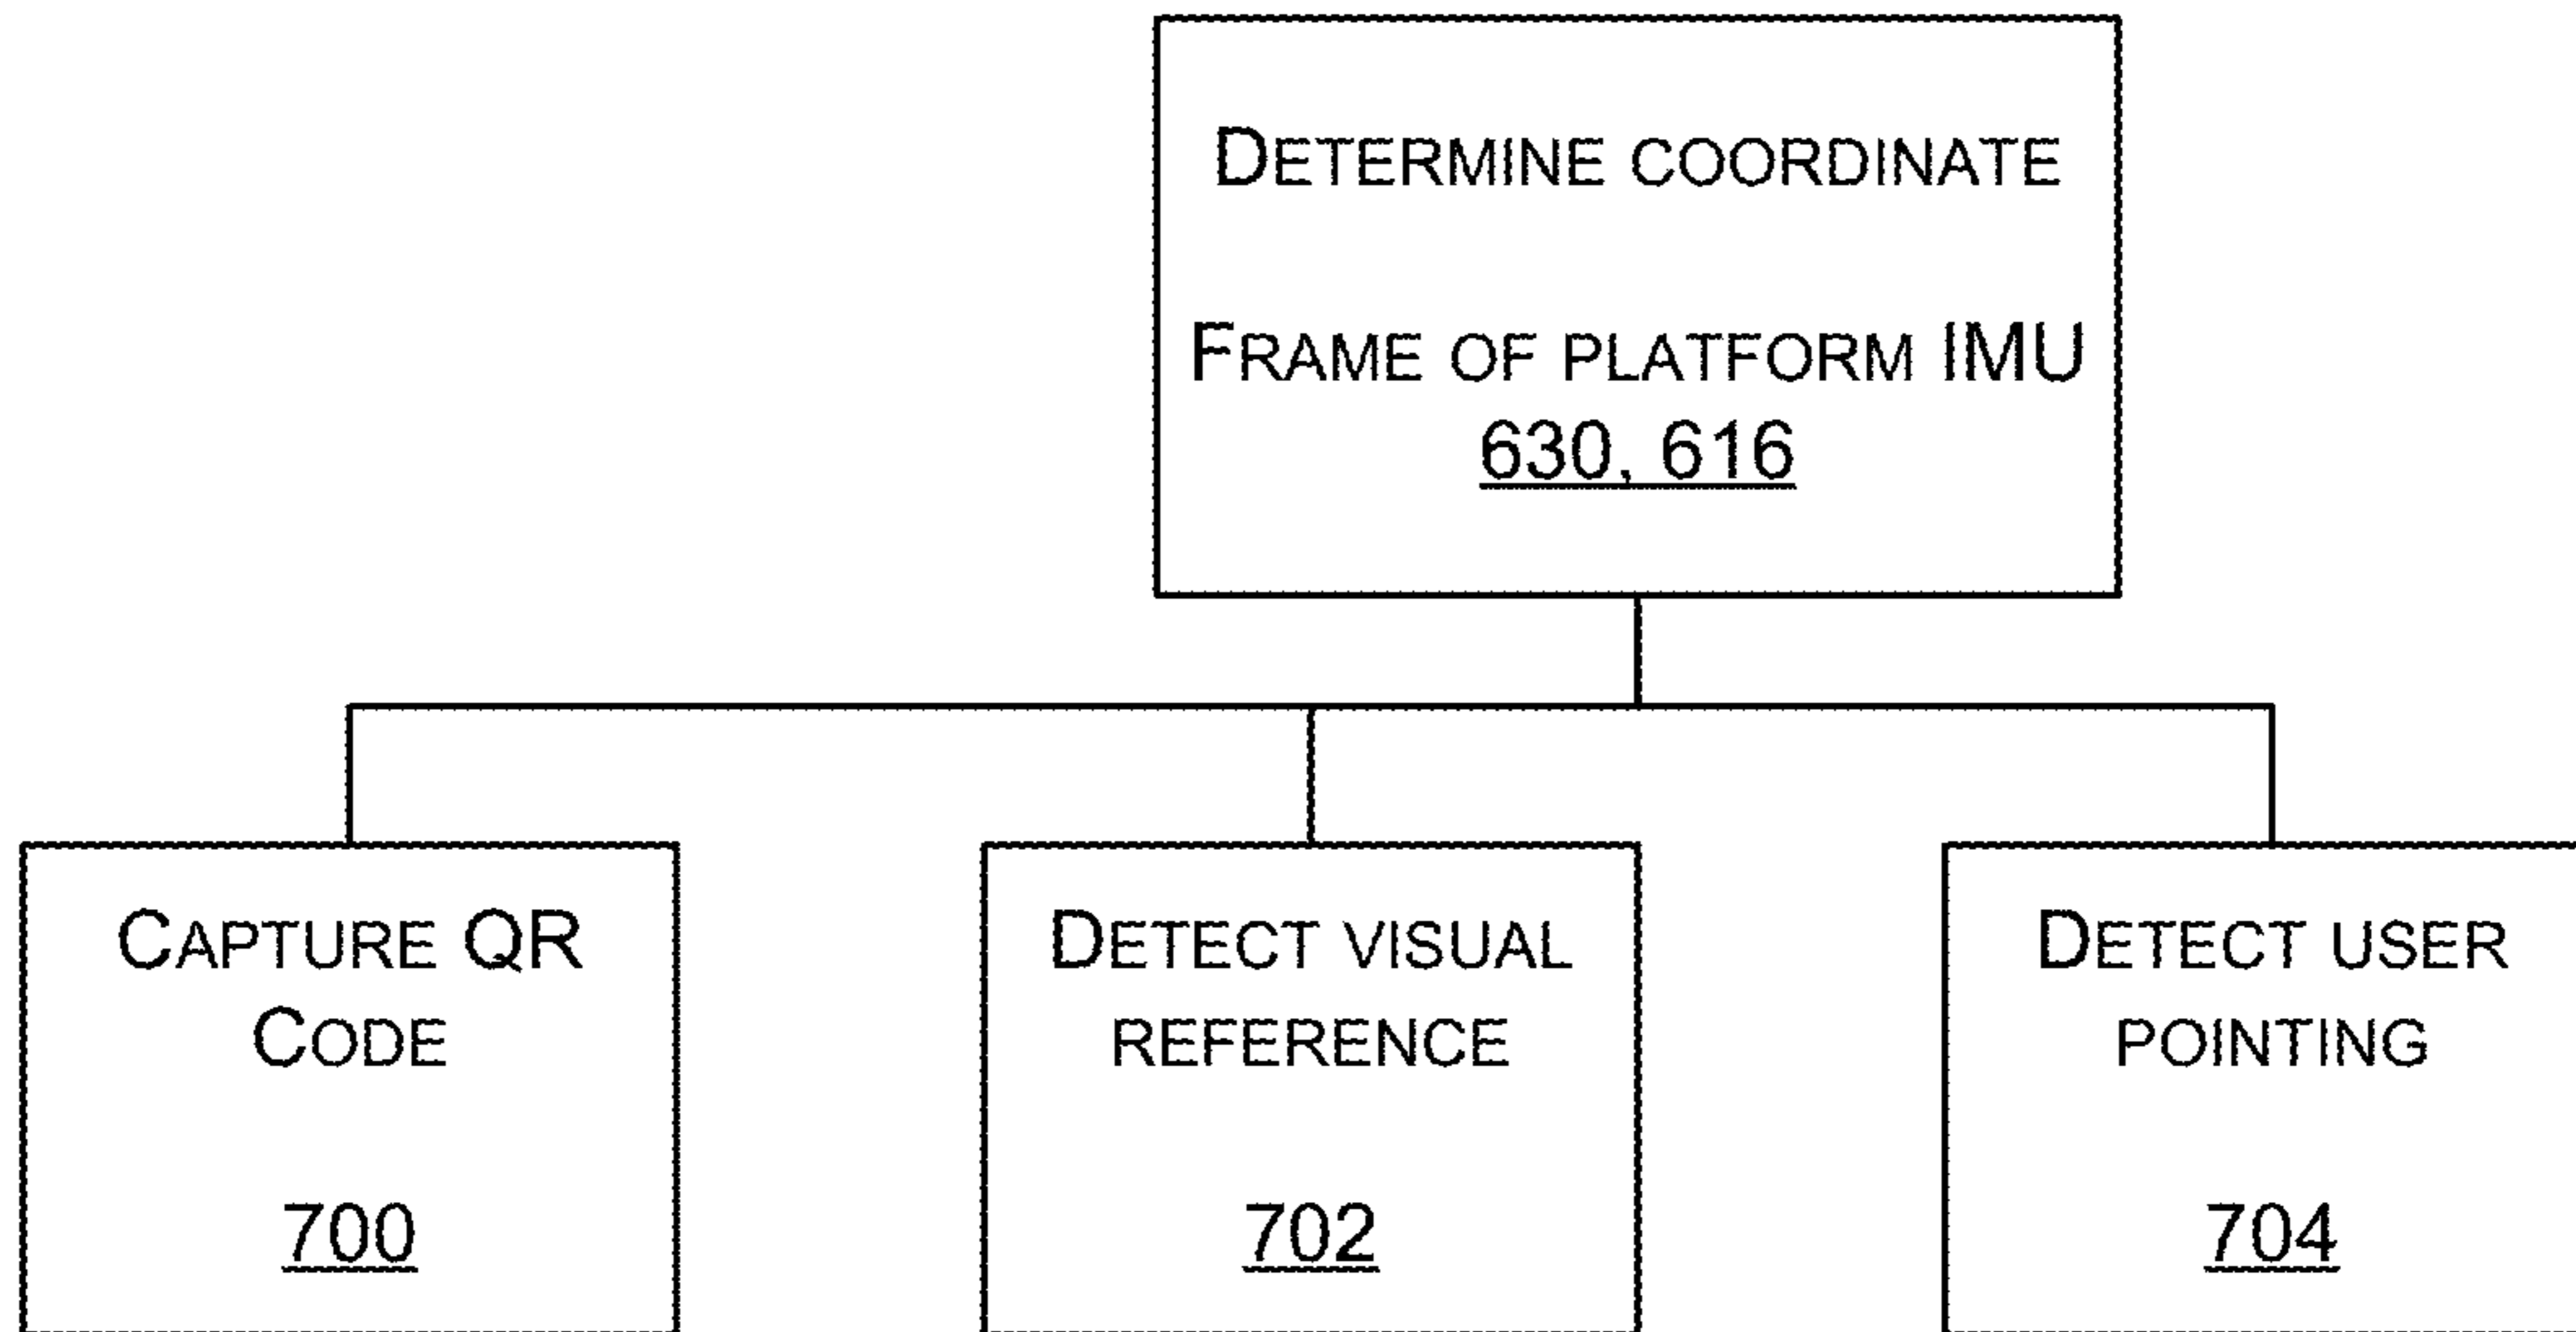 DETERMINE COORDINATE
FRAME OF PLATFORM IMU
630, 616
CAPTURE QR
CODE
700
DETECT VISUAL
REFERENCE
702
DETECT USER
POINTING
704